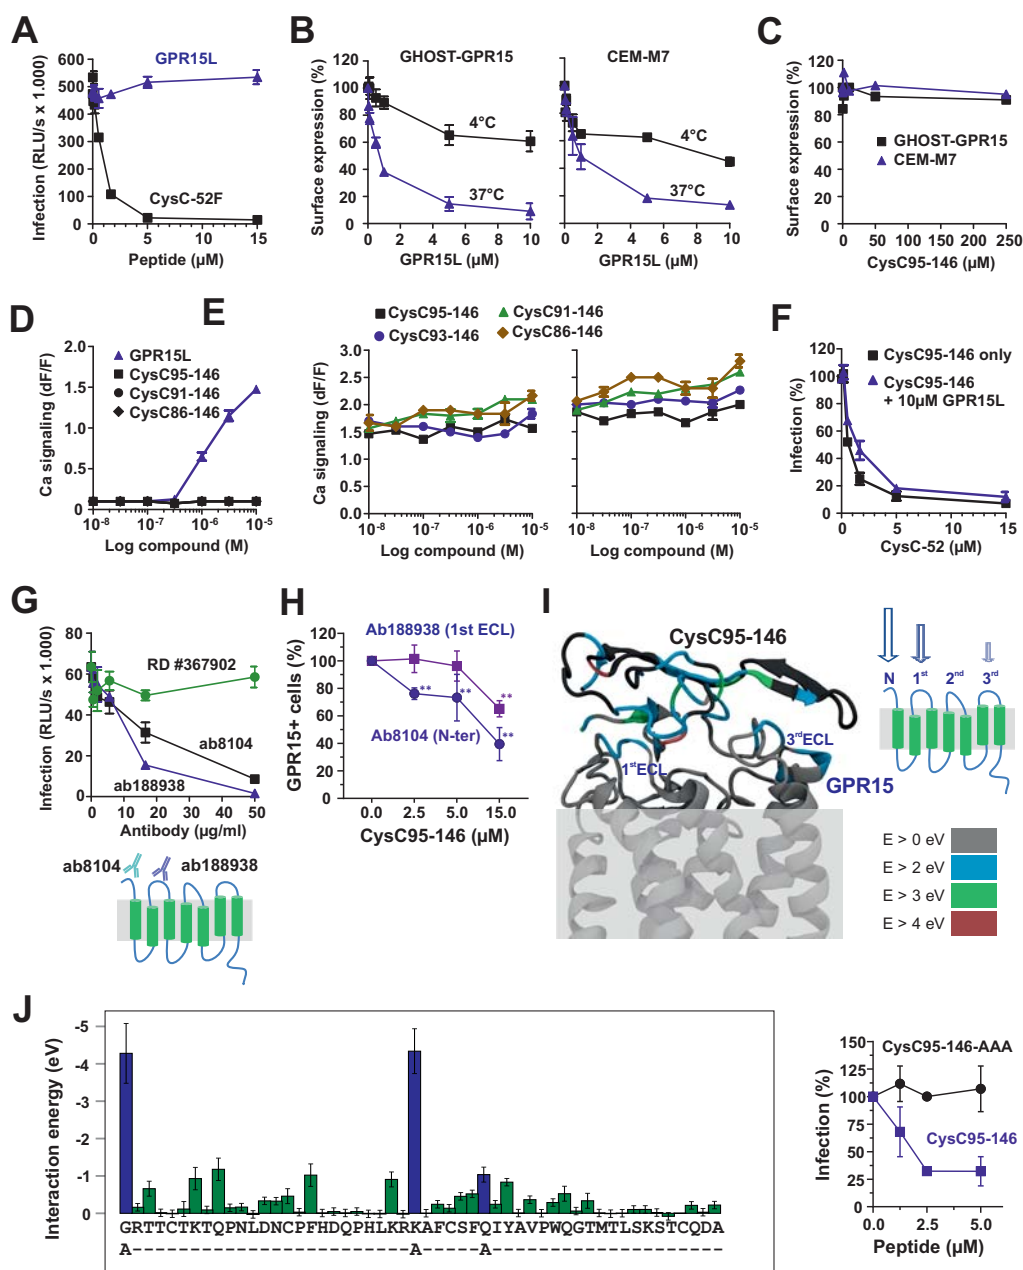 A
GPR15L
CysC-52F
Infection (RLU/s x 1.000)
600
500
400
300
200
100
0
0
5
10
15
Peptide (µM)
B
GHOST-GPR15
4°C
37°C
Surface expression (%)
120
100
80
60
40
20
0
0
2
4
6
8
10
GPR15L (µM)
CEM-M7
4°C
37°C
0
2
4
6
8
10
GPR15L (µM)
C
Surface expression (%)
120
100
80
60
40
20
0
GHOST-GPR15
CEM-M7
0
50
100
150
200
250
CysC95-146 (µM)
D
Ca signaling (dF/F)
2.0
1.5
1.0
0.5
0
GPR15L
CysC95-146
CysC91-146
CysC86-146
10-8
10-7
10-6
10-5
Log compound (M)
E
CysC95-146
CysC91-146
CysC93-146
CysC86-146
Ca signaling (dF/F)
3.0
2.5
2.0
1.5
1.0
0.5
0.0
10-8
10-7
10-6
10-5
Log compound (M)
10-8
10-7
10-6
10-5
Log compound (M)
F
Infection (%)
120
100
80
60
40
20
0
CysC95-146 only
CysC95-146
+ 10µM GPR15L
0
5
10
15
CysC-52 (µM)
G
Infection (RLU/s x 1.000)
80
60
40
20
0
RD #367902
ab8104
ab188938
0
10
20
30
40
50
Antibody (µg/ml)
ab8104
ab188938
H
GPR15+ cells (%)
120
100
80
60
40
20
0
Ab188938 (1st ECL)
**
**
**
**
Ab8104 (N-ter)
0.0
2.5
5.0
15.0
CysC95-146 (µM)
I
CysC95-146
1stECL
3rdECL
GPR15
N
1st
2nd
3rd
E > 0 eV
E > 2 eV
E > 3 eV
E > 4 eV
J
Interaction energy (eV)
-5
-4
-3
-2
-1
0
GRTTCTKTQPNLDNCPFHDQPHLKRKAFCSFQIYAVPWQGTMTLSKSTCQDA
A------------------------A-----A--------------------
Infection (%)
150
125
100
75
50
25
0
CysC95-146-AAA
CysC95-146
0.0
2.5
5.0
Peptide (µM)